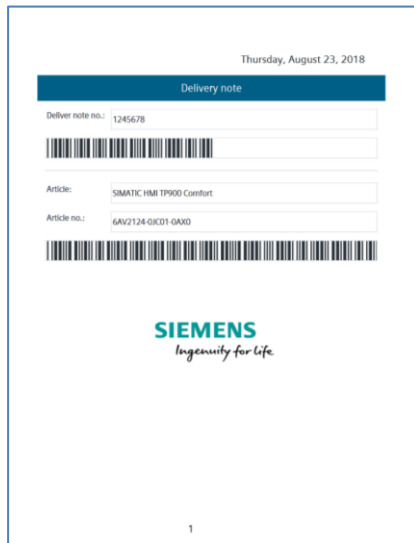 Thursday, August 23, 2018
Delivery note
Deliver note no.: 1245678
Article: SIMATIC HMI TP900 Comfort
Article no.: 6AV2124-0JC01-0AX0
SIEMENS
Ingenuity for life
1